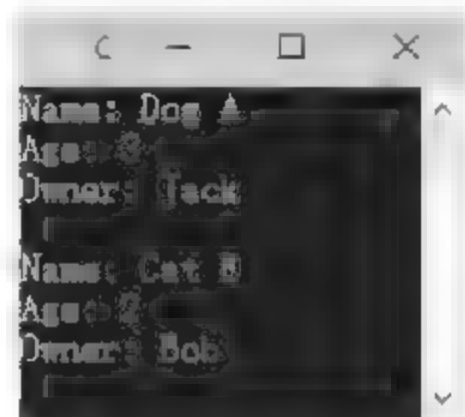 Name: Dog A
Age:
Owner: Jack
Name: Cat
Age:
Owner: Bob